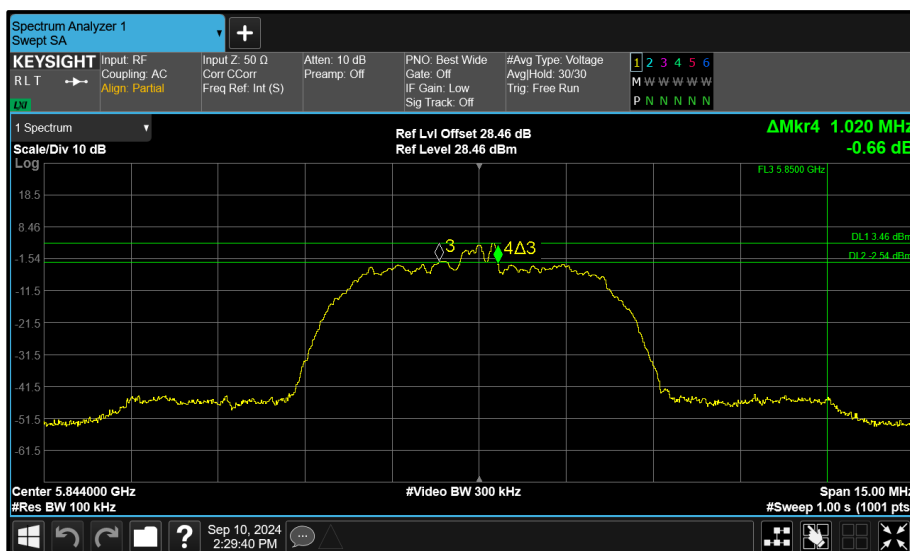 Spectrum Analyzer 1
Swept SA
KEYSIGHT
RLT
LXI
Input: RF
Coupling: AC
Align: Partial
Input Z: 50 Ω
Corr CCorr
Freq Ref: Int (S)
Atten: 10 dB
Preamp: Off
PNO: Best Wide
Gate: Off
IF Gain: Low
Sig Track: Off
#Avg Type: Voltage
Avg|Hold: 30/30
Trig: Free Run
1 2 3 4 5 6
M W W W W W
P N N N N N
1 Spectrum
Scale/Div 10 dB
Log
Ref Lvl Offset 28.46 dB
Ref Level 28.46 dBm
ΔMkr4 1.020 MHz
-0.66 dB
FL3 5.8500 GHz
18.5
8.46
DL1 3.46 dBm
3
4Δ3
-1.54
DL2 -2.54 dBm
-11.5
-21.5
-31.5
-41.5
-51.5
-61.5
Center 5.844000 GHz
#Video BW 300 kHz
Span 15.00 MHz
#Res BW 100 kHz
#Sweep 1.00 s (1001 pts
?
Sep 10, 2024
2:29:40 PM